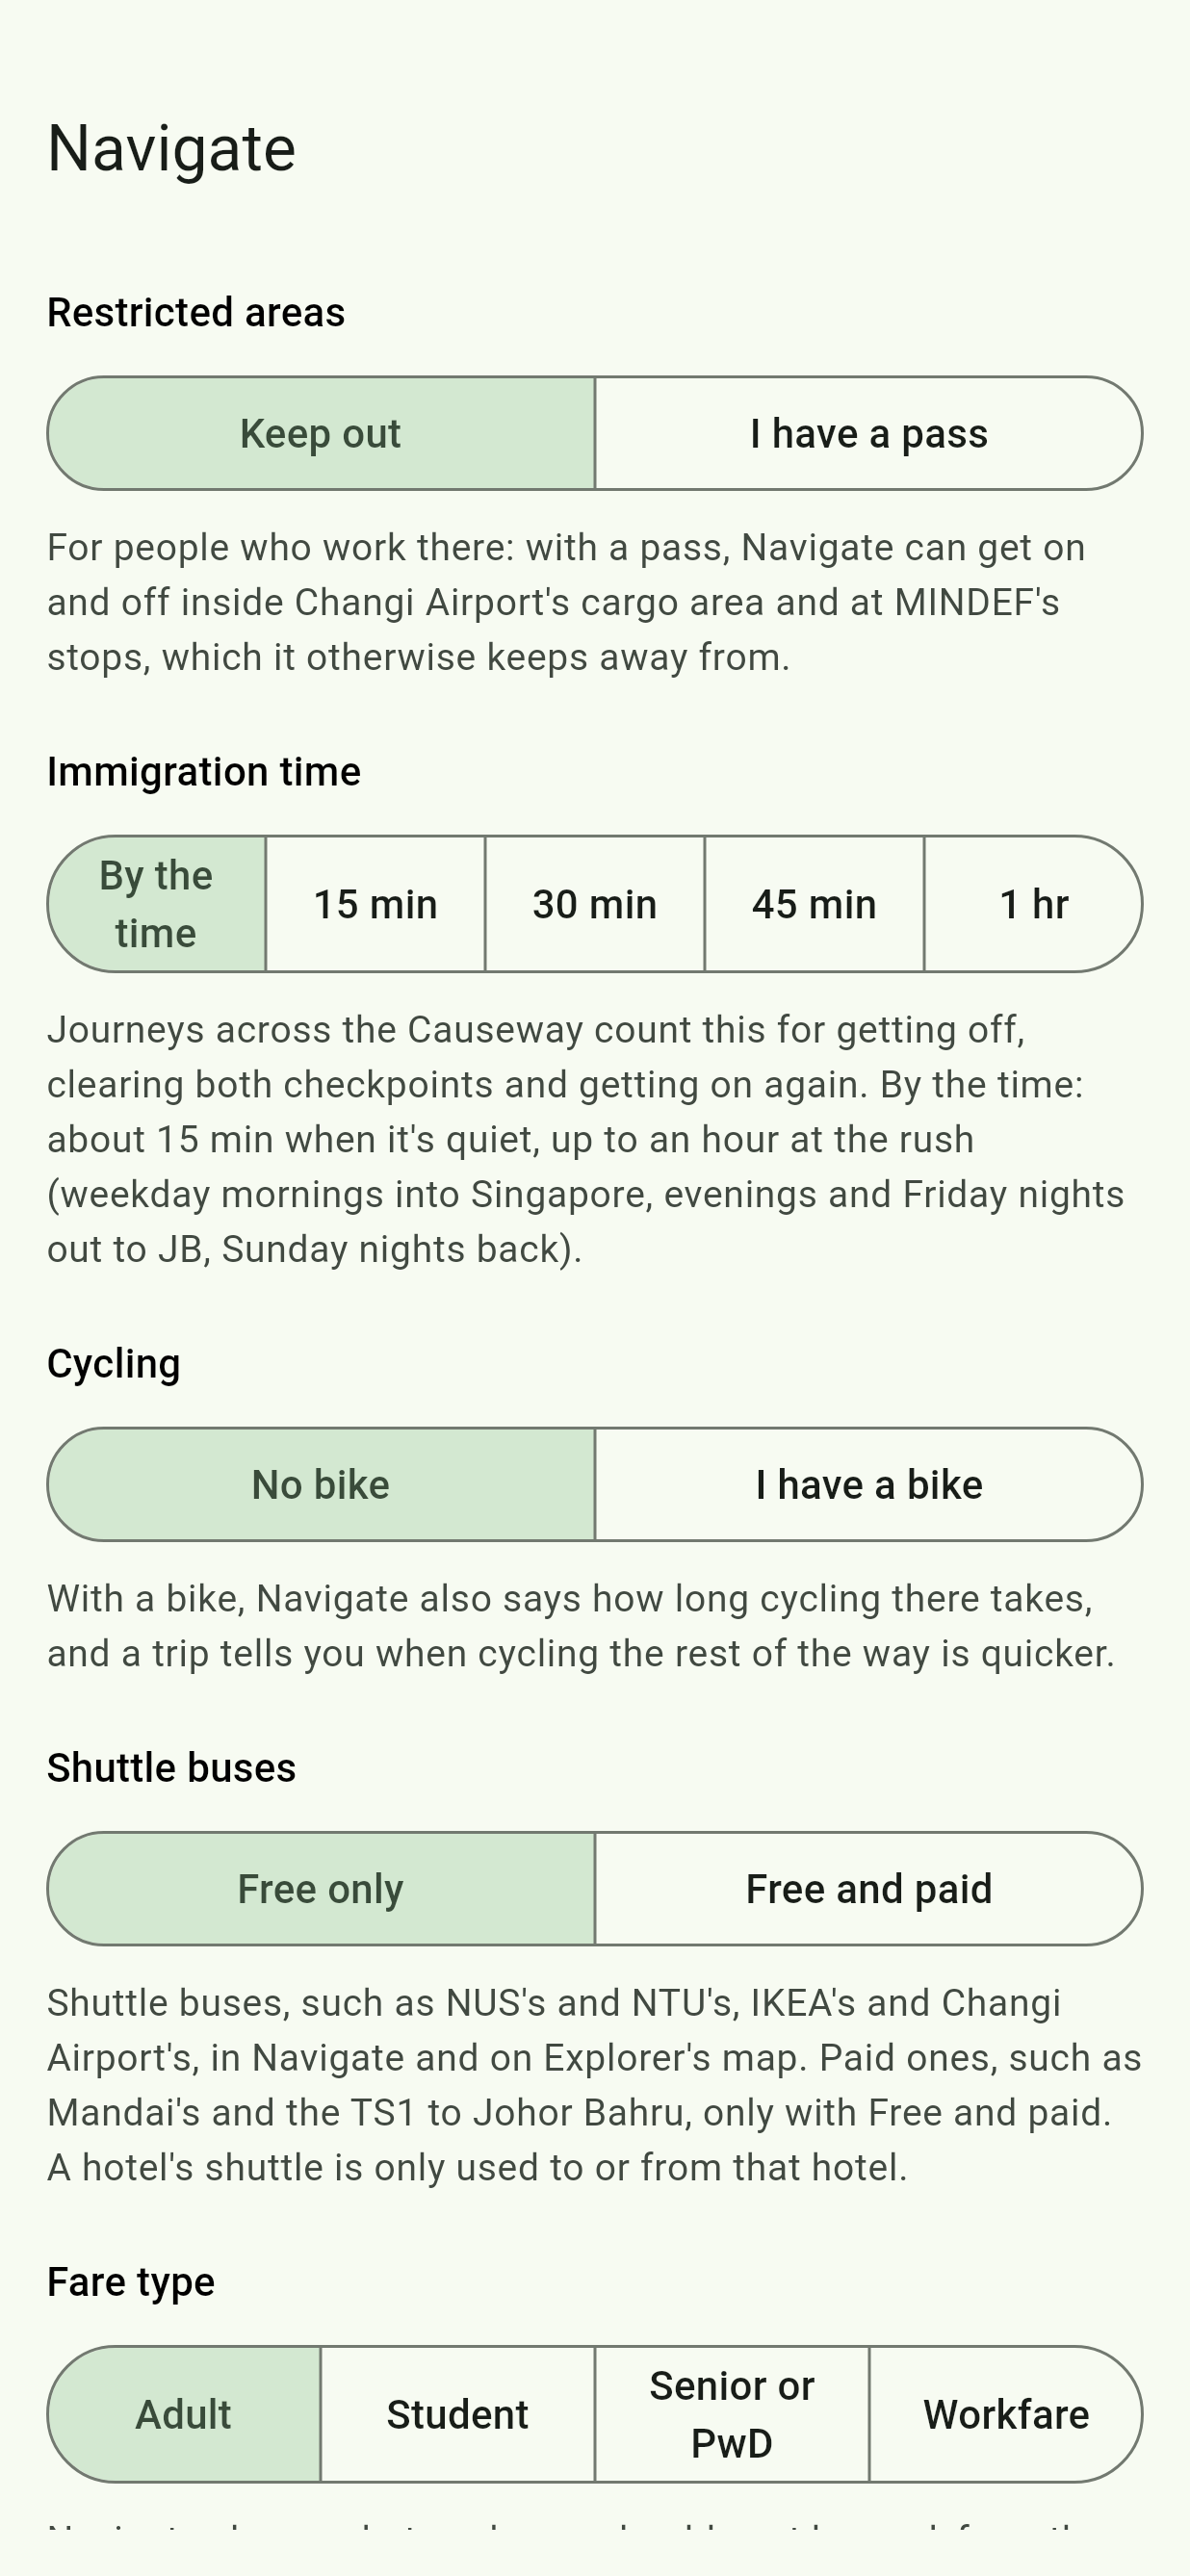 Navigate
Restricted areas
Keep out
I have a pass
For people who work there: with a pass, Navigate can get on
and off inside Changi Airport's cargo area and at MINDEF's
stops, which it otherwise keeps away from.
Immigration time
By the
time
15 min
30 min
45 min
1 hr
Journeys across the Causeway count this for getting off,
clearing both checkpoints and getting on again. By the time:
about 15 min when it's quiet, up to an hour at the rush
(weekday mornings into Singapore, evenings and Friday nights
out to JB, Sunday nights back).
Cycling
No bike
I have a bike
With a bike, Navigate also says how long cycling there takes,
and a trip tells you when cycling the rest of the way is quicker.
Shuttle buses
Free only
Free and paid
Shuttle buses, such as NUS's and NTU's, IKEA's and Changi
Airport's, in Navigate and on Explorer's map. Paid ones, such as
Mandai's and the TS1 to Johor Bahru, only with Free and paid.
A hotel's shuttle is only used to or from that hotel.
Fare type
Adult
Student
Senior or
PwD
Workfare